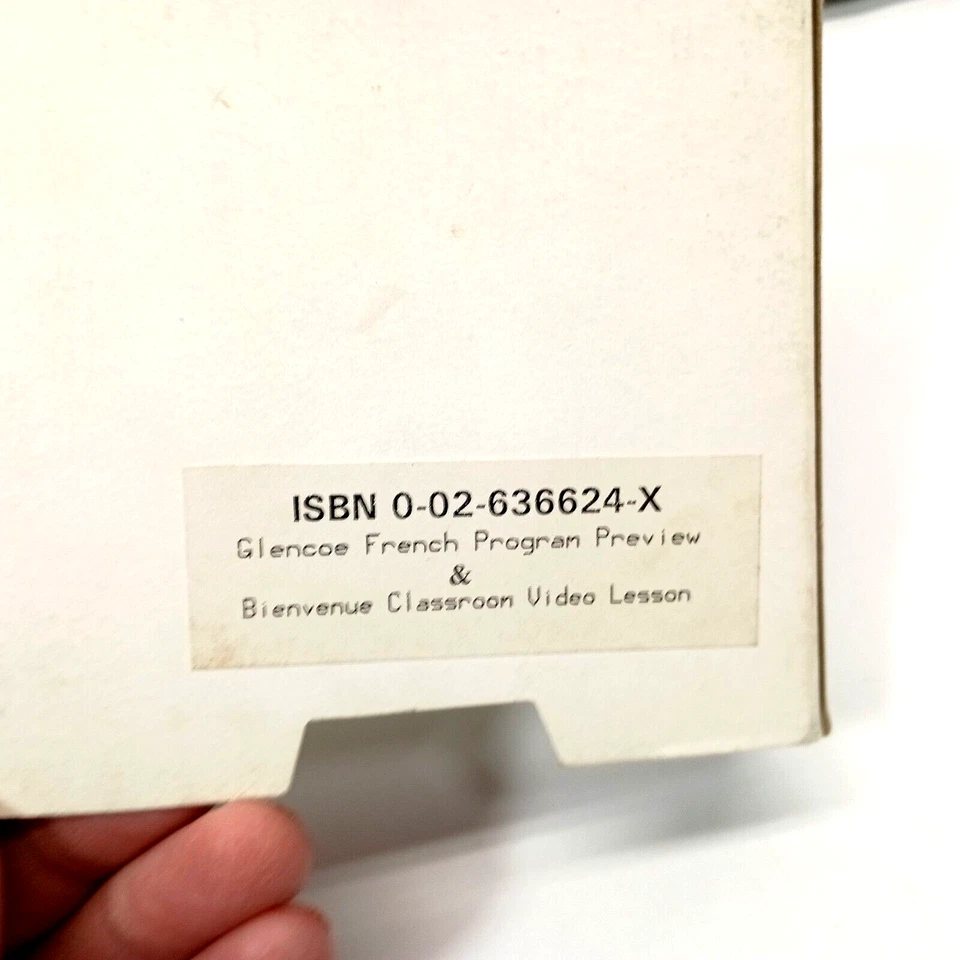 ISBN 0-02-636624-X
Glencoe French Program Preview
&
Bienvenue Classroom Video Lesson